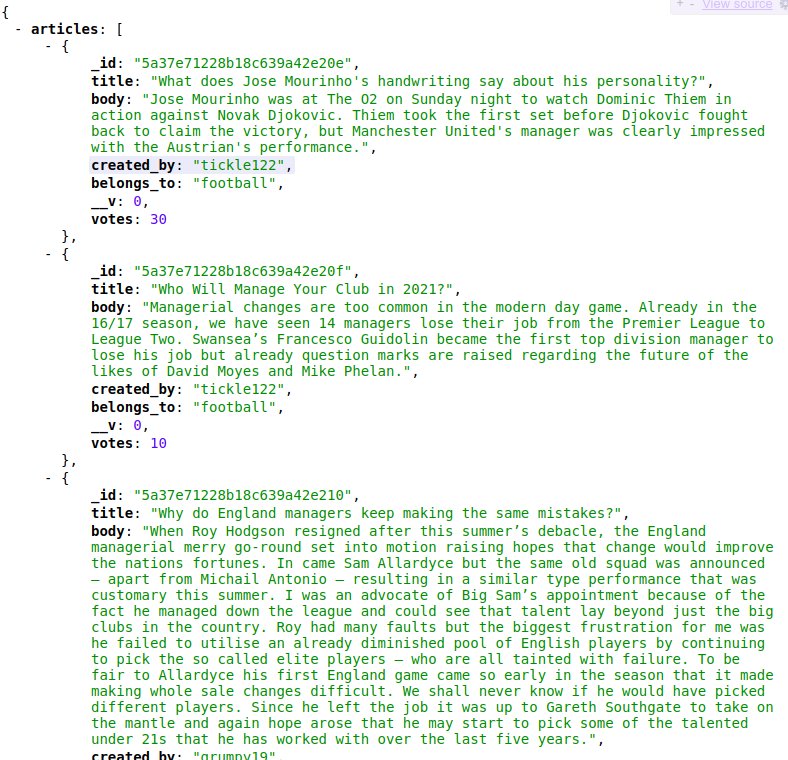 + - View source
{
- articles: [
- {
_id: "5a37e71228b18c639a42e20e",
title: "What does Jose Mourinho's handwriting say about his personality?",
body: "Jose Mourinho was at The O2 on Sunday night to watch Dominic Thiem in
action against Novak Djokovic. Thiem took the first set before Djokovic fought
back to claim the victory, but Manchester United's manager was clearly impressed
with the Austrian's performance.",
created_by: "tickle122",
belongs_to: "football",
__v: 0,
votes: 30
},
- {
_id: "5a37e71228b18c639a42e20f",
title: "Who Will Manage Your Club in 2021?",
body: "Managerial changes are too common in the modern day game. Already in the
16/17 season, we have seen 14 managers lose their job from the Premier League to
League Two. Swansea’s Francesco Guidolin became the first top division manager to
lose his job but already question marks are raised regarding the future of the
likes of David Moyes and Mike Phelan.",
created_by: "tickle122",
belongs_to: "football",
__v: 0,
votes: 10
},
- {
_id: "5a37e71228b18c639a42e210",
title: "Why do England managers keep making the same mistakes?",
body: "When Roy Hodgson resigned after this summer’s debacle, the England
managerial merry go-round set into motion raising hopes that change would improve
the nations fortunes. In came Sam Allardyce but the same old squad was announced
– apart from Michail Antonio – resulting in a similar type performance that was
customary this summer. I was an advocate of Big Sam’s appointment because of the
fact he managed down the league and could see that talent lay beyond just the big
clubs in the country. Roy had many faults but the biggest frustration for me was
he failed to utilise an already diminished pool of English players by continuing
to pick the so called elite players – who are all tainted with failure. To be
fair to Allardyce his first England game came so early in the season that it made
making whole sale changes difficult. We shall never know if he would have picked
different players. Since he left the job it was up to Gareth Southgate to take on
the mantle and again hope arose that he may start to pick some of the talented
under 21s that he has worked with over the last five years.",
created_by: "grumpy19",